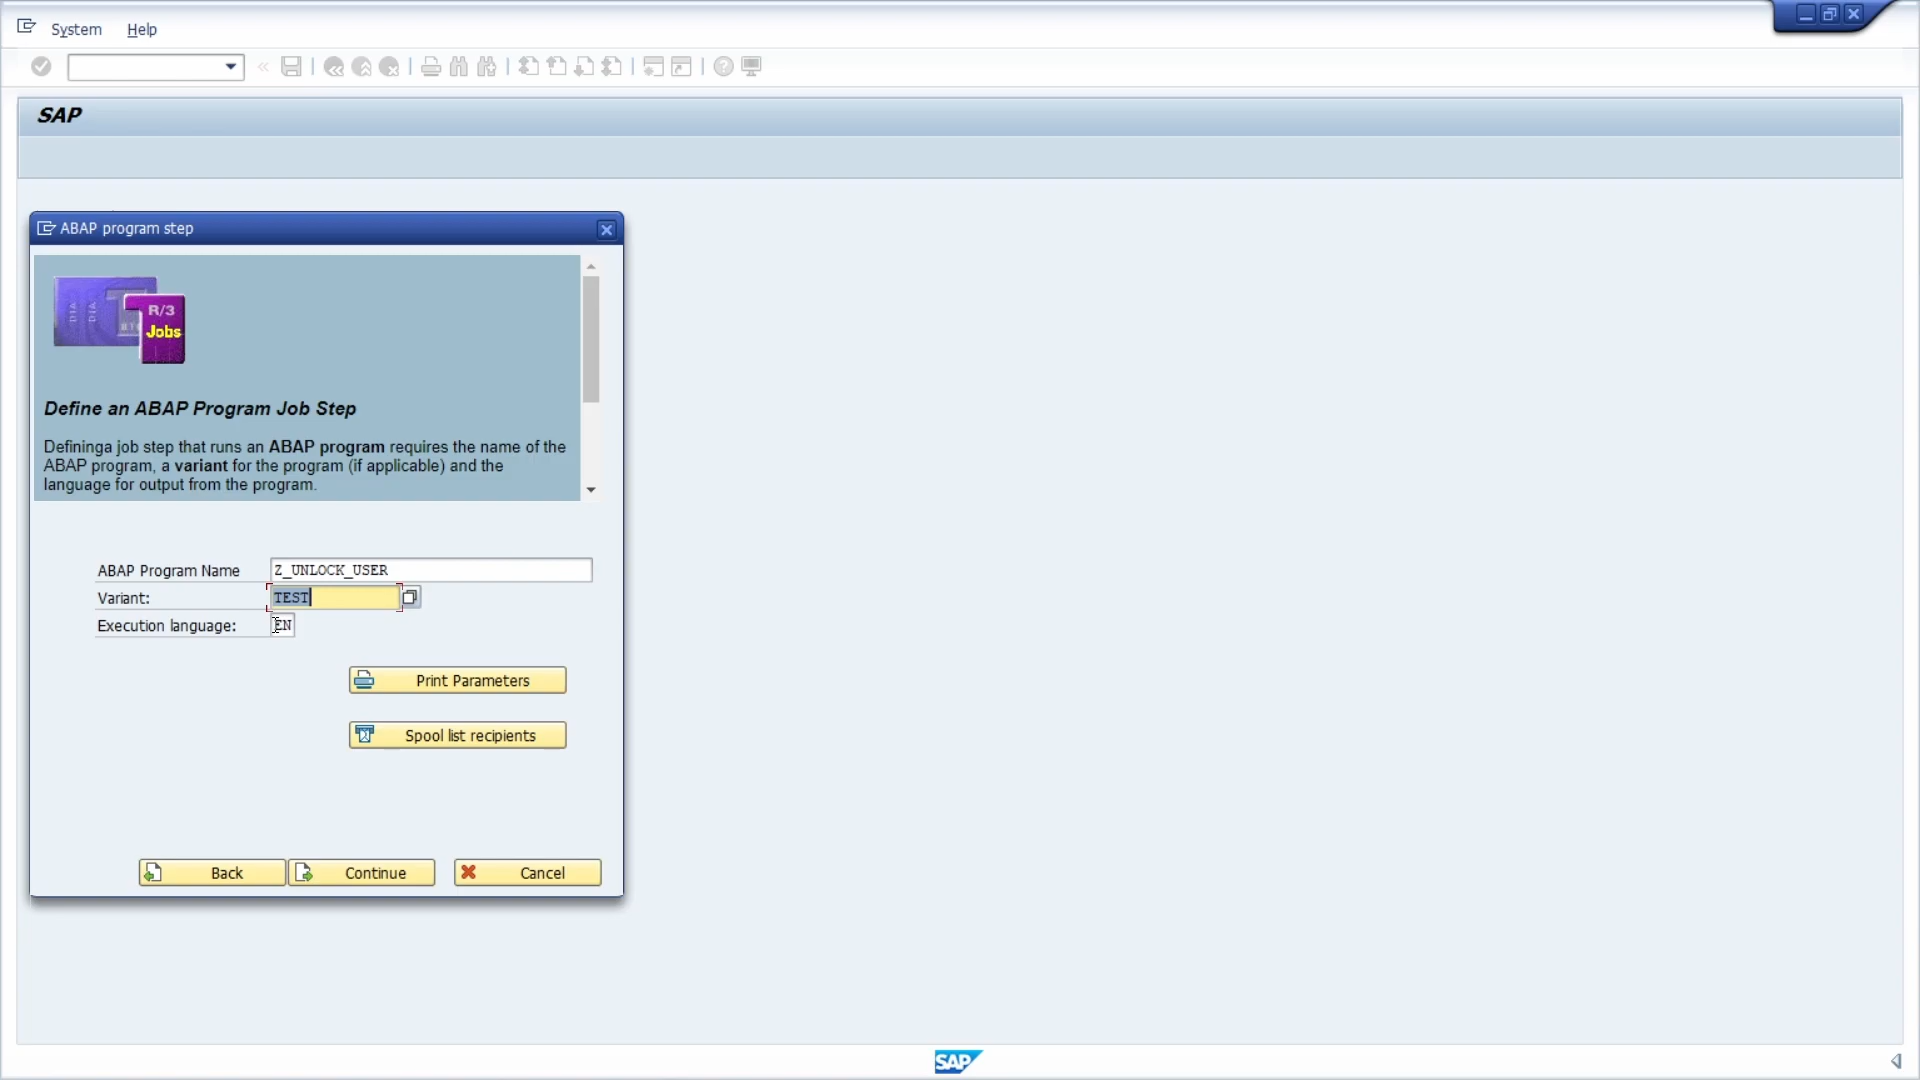 System Help
SAP
ABAP program step
R/3
Jobs
Define an ABAP Program Job Step
Defininga job step that runs an ABAP program requires the name of the
ABAP program, a variant for the program (if applicable) and the
language for output from the program.
ABAP Program Name Z_UNLOCK_USER
Variant: TEST
Execution language: EN
Print Parameters
Spool list recipients
Back Continue Cancel
SAP